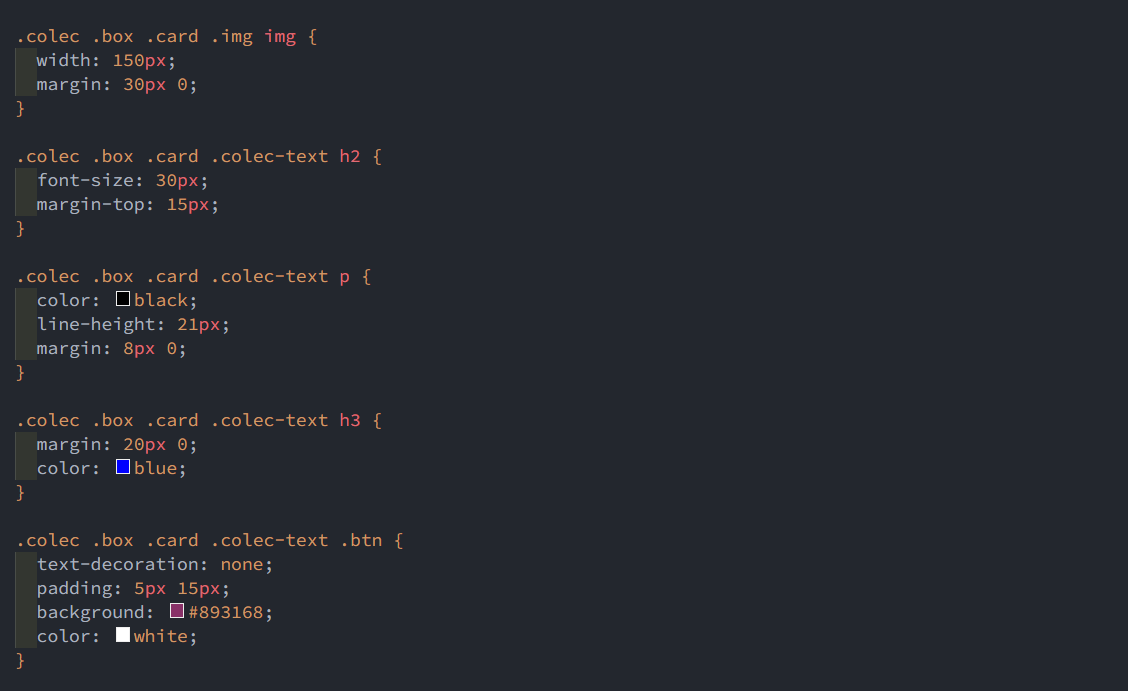 .colec .box .card .img img {
width: 150px;
margin: 30px 0;
}
.colec .box .card .colec-text h2 {
font-size: 30px;
margin-top: 15px;
}
.colec .box .card .colec-text p {
color: black;
line-height: 21px;
margin: 8px 0;
}
.colec .box .card .colec-text h3 {
margin: 20px 0;
color: blue;
}
.colec .box .card .colec-text .btn {
text-decoration: none;
padding: 5px 15px;
background: #893168;
color: white;
}